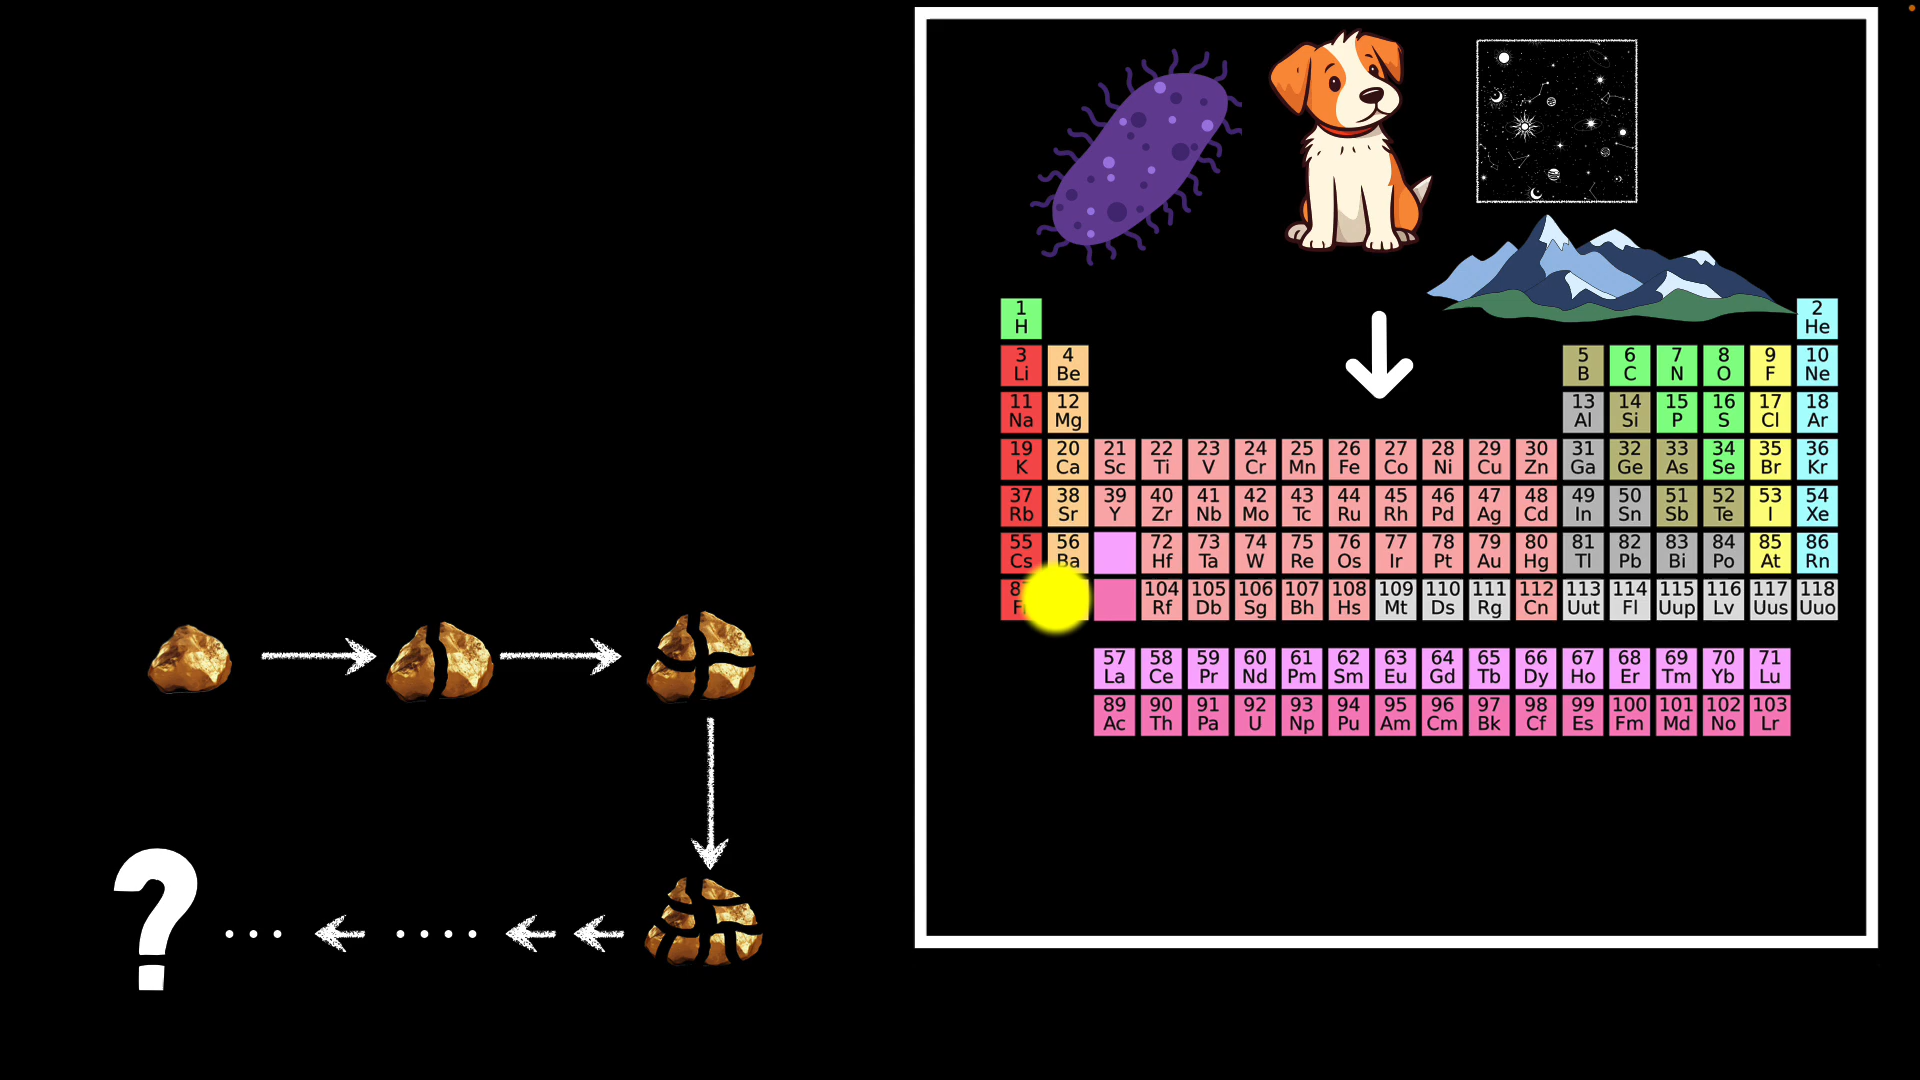 ?
1 H 2 He
3 Li 4 Be 5 B 6 C 7 N 8 O 9 F 10 Ne
11 Na 12 Mg 13 Al 14 Si 15 P 16 S 17 Cl 18 Ar
19 K 20 Ca 21 Sc 22 Ti 23 V 24 Cr 25 Mn 26 Fe 27 Co 28 Ni 29 Cu 30 Zn 31 Ga 32 Ge 33 As 34 Se 35 Br 36 Kr
37 Rb 38 Sr 39 Y 40 Zr 41 Nb 42 Mo 43 Tc 44 Ru 45 Rh 46 Pd 47 Ag 48 Cd 49 In 50 Sn 51 Sb 52 Te 53 I 54 Xe
55 Cs 56 Ba 72 Hf 73 Ta 74 W 75 Re 76 Os 77 Ir 78 Pt 79 Au 80 Hg 81 Tl 82 Pb 83 Bi 84 Po 85 At 86 Rn
104 Rf 105 Db 106 Sg 107 Bh 108 Hs 109 Mt 110 Ds 111 Rg 112 Cn 113 Uut 114 Fl 115 Uup 116 Lv 117 Uus 118 Uuo
57 La 58 Ce 59 Pr 60 Nd 61 Pm 62 Sm 63 Eu 64 Gd 65 Tb 66 Dy 67 Ho 68 Er 69 Tm 70 Yb 71 Lu
89 Ac 90 Th 91 Pa 92 U 93 Np 94 Pu 95 Am 96 Cm 97 Bk 98 Cf 99 Es 100 Fm 101 Md 102 No 103 Lr